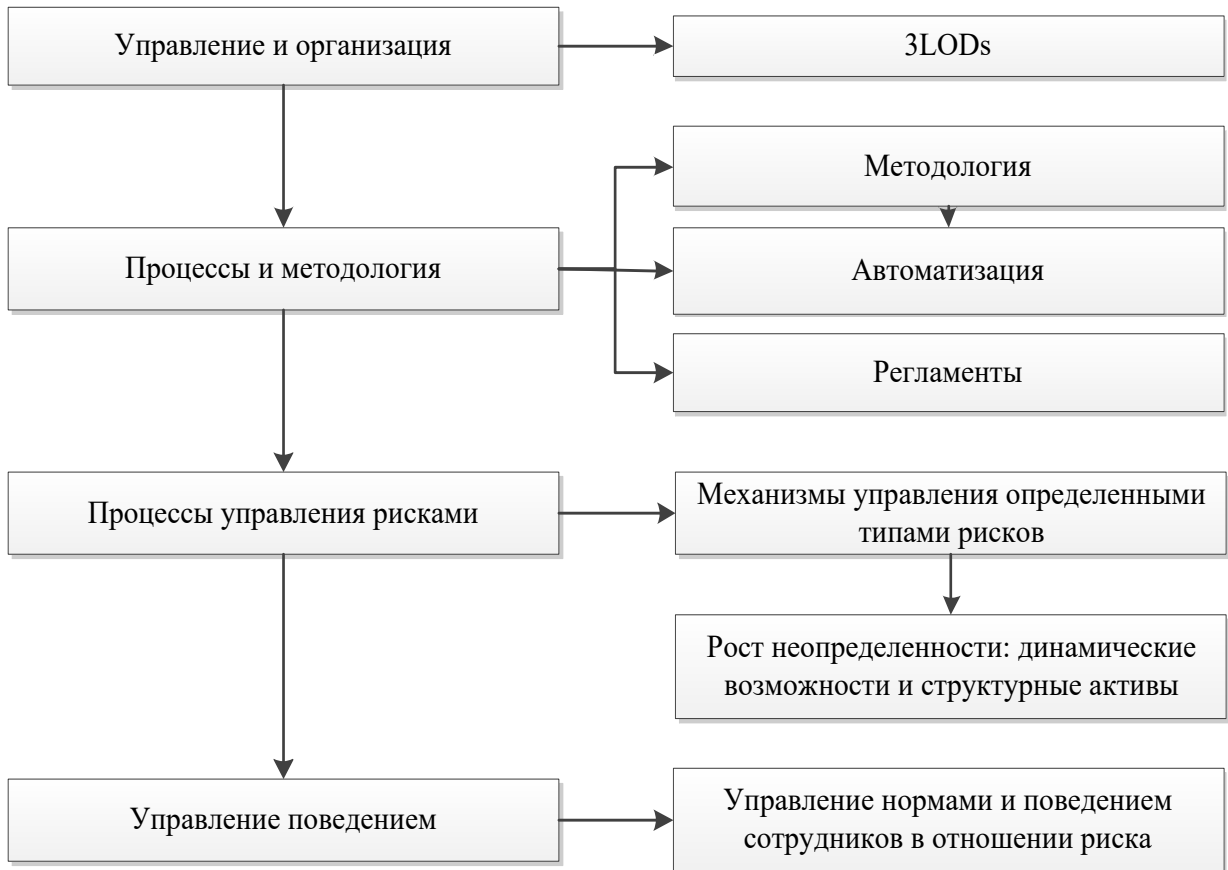 Управление и организация
3LODs
Методология
Процессы и методология
Автоматизация
Регламенты
Процессы управления рисками
Механизмы управления определенными
типами рисков
Рост неопределенности: динамические
возможности и структурные активы
Управление поведением
Управление нормами и поведением
сотрудников в отношении риска